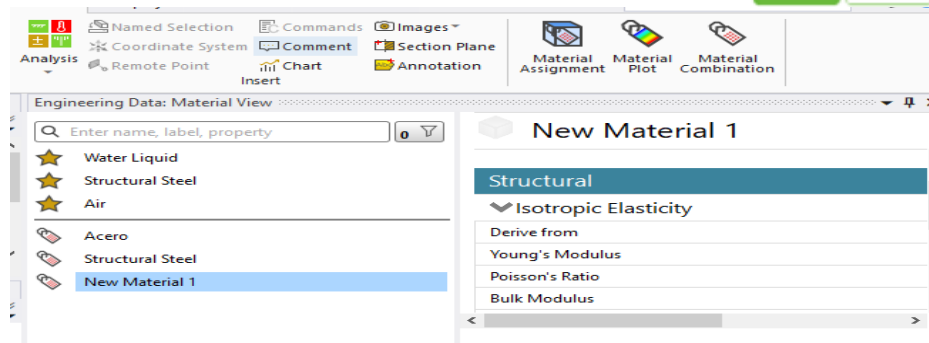 Named Selection
Commands
Images
Coordinate System
Comment
Section Plane
Analysis
Remote Point
Chart
Annotation
Insert
Material Assignment
Material Plot
Material Combination
Engineering Data: Material View
Enter name, label, property
0
Water Liquid
Structural Steel
Air
Acero
Structural Steel
New Material 1
New Material 1
Structural
Isotropic Elasticity
Derive from
Young's Modulus
Poisson's Ratio
Bulk Modulus